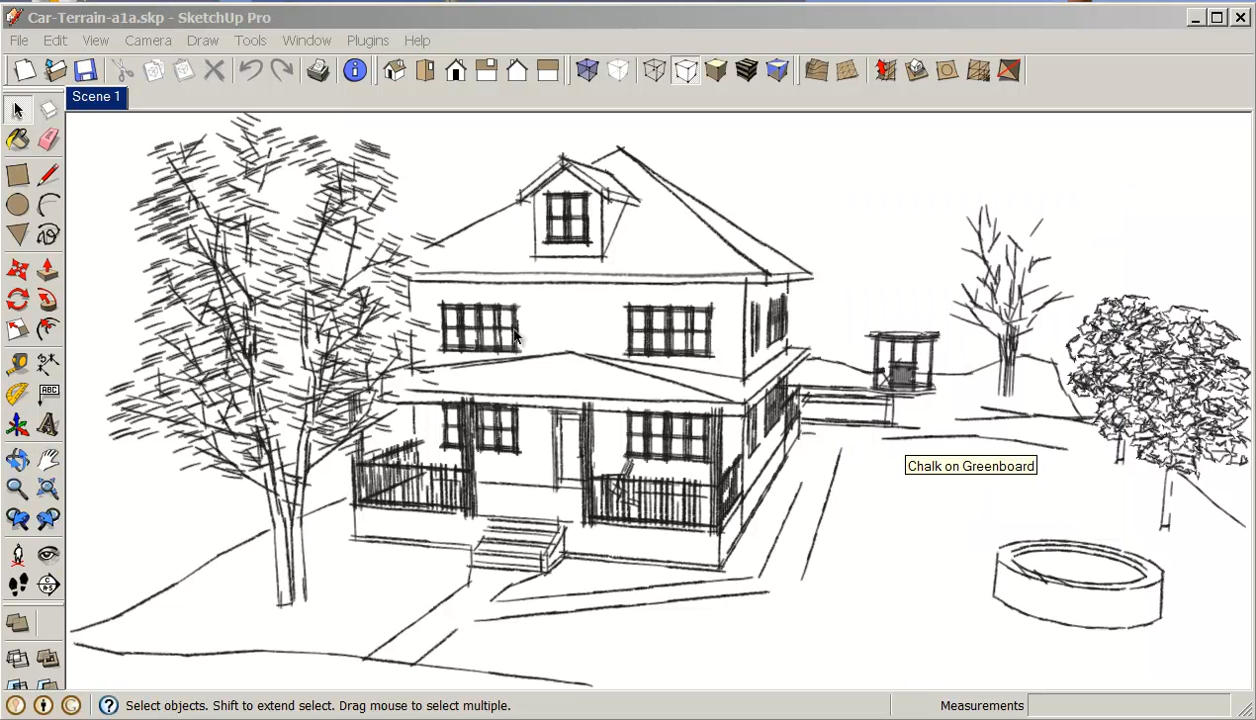 Car-Terrain-a1a.skp - SketchUp Pro
File Edit View Camera Draw Tools Window Plugins Help
Scene 1
ABC
Chalk on Greenboard
Select objects. Shift to extend select. Drag mouse to select multiple.
Measurements